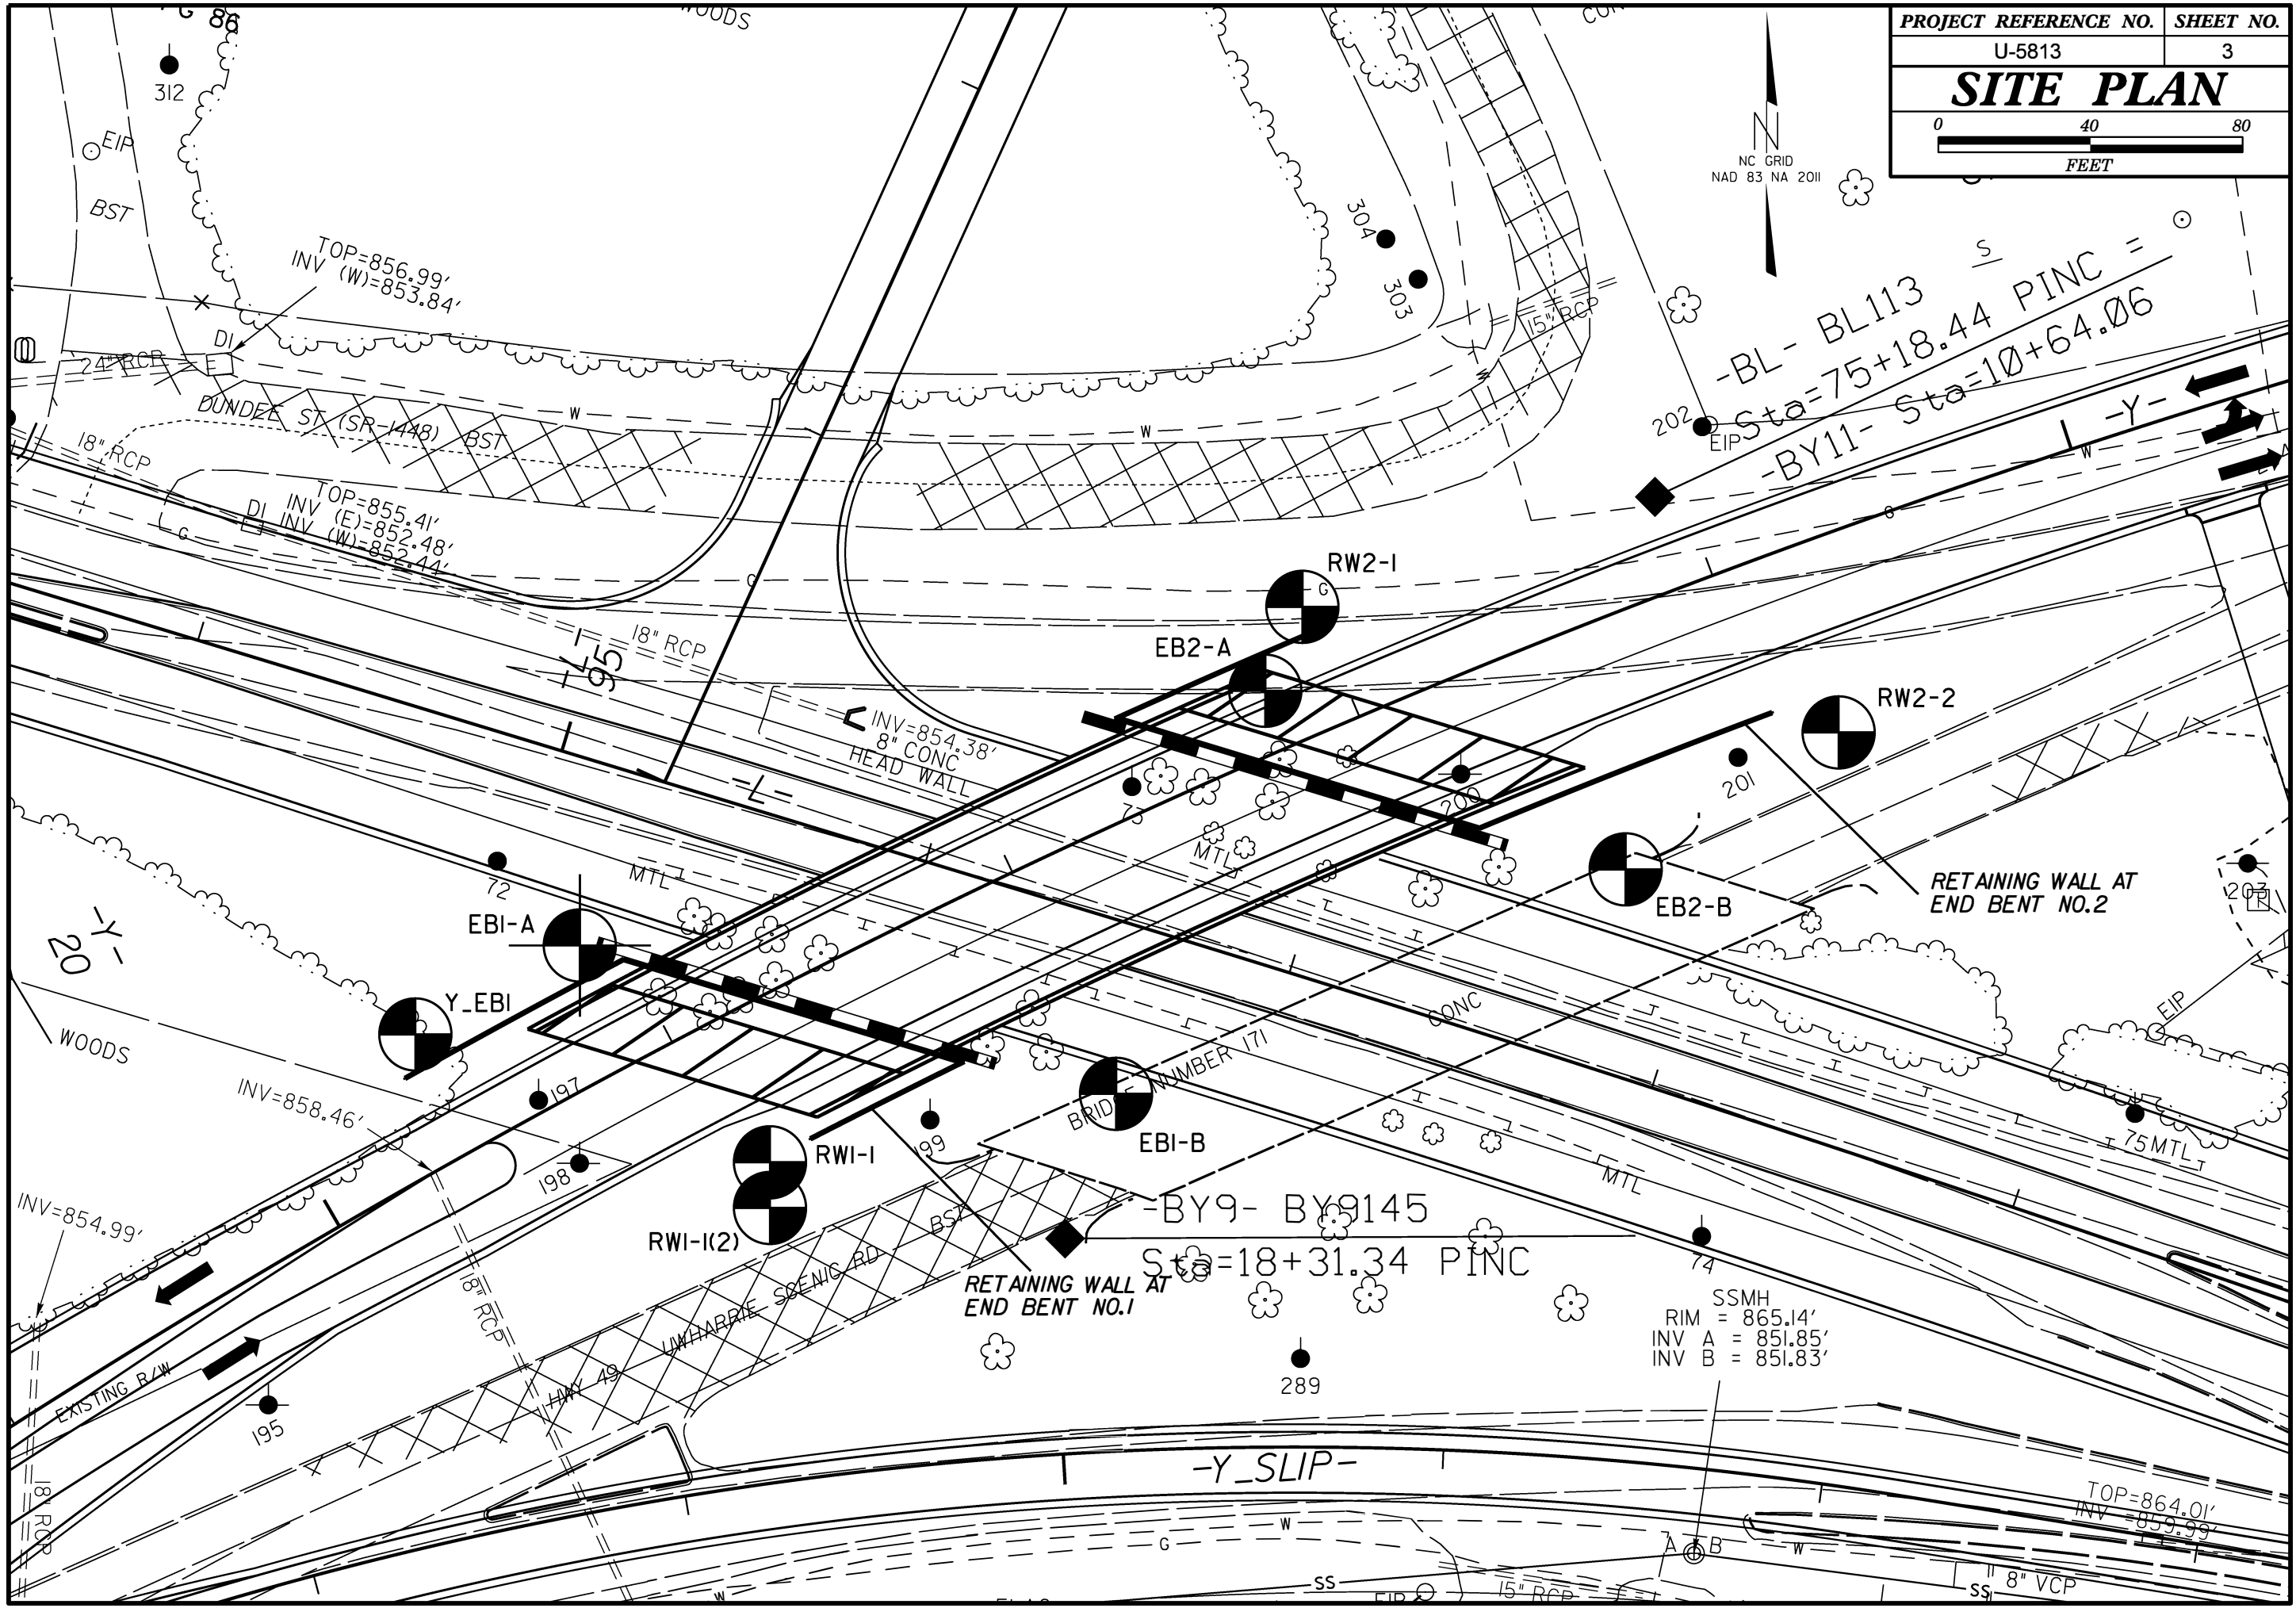 PROJECT REFERENCE NO. SHEET NO.
U-5813 3
SITE PLAN
0 40 80
FEET
86
312
EIP
BST
TOP=856.99'
INV (W)=853.84'
DI
24" RCP
DUNDEE ST (SR-1448) BST
18" RCP
TOP=855.41'
INV (E)=852.48'
INV (W)=852.44'
DI
G
W
W
G
304
303
15" RCP
N
NC GRID
NAD 83 NA 2011
S
-BL- BL113
Sta=75+18.44 PINC =
-BY11- Sta=10+64.06
202
EIP
-Y-
W
G
RW2-1
G
EB2-A
-L-
95
18" RCP
INV=854.38'
8" CONC
HEAD WALL
-L-
73
200
MTL
RW2-2
201
EB2-B
RETAINING WALL AT
END BENT NO.2
203
72
MTL
EB1-A
Y_EB1
-Y-
20
WOODS
INV=858.46'
197
198
199
RW1-1
RW1-1(2)
EB1-B
BRIDGE NUMBER 171
CONC
EIP
75
MTL
MTL
-BY9- BY9145
Sta=18+31.34 PINC
74
INV=854.99'
18" RCP
BST
HWY 49 UWHARRIE SCENIC RD
RETAINING WALL AT
END BENT NO.1
SSMH
RIM = 865.14'
INV A = 851.85'
INV B = 851.83'
289
EXISTING R/W
195
18" RCP
-Y_SLIP-
TOP=864.01'
INV =859.99'
W
G
A B
W
W
SS
15" RCP
SS
8" VCP